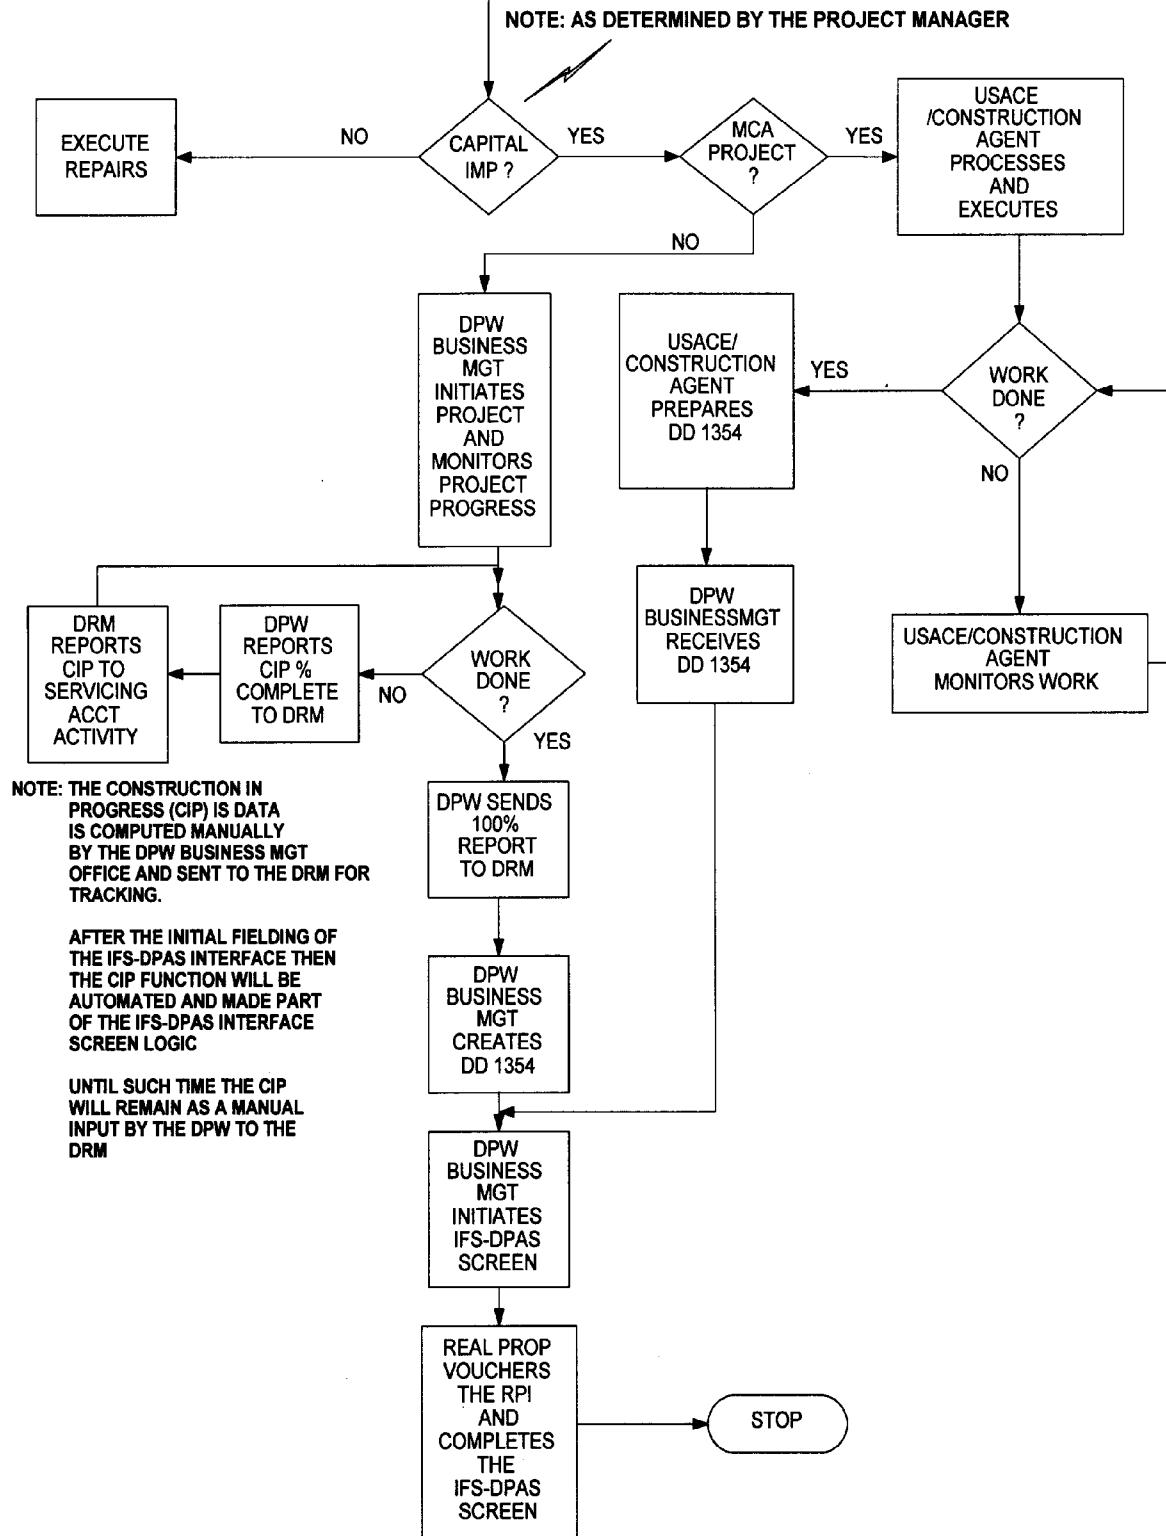 NOTE: AS DETERMINED BY THE PROJECT MANAGER
EXECUTE
REPAIRS
NO
CAPITAL
IMP ?
YES
MCA
PROJECT
?
YES
USACE
/CONSTRUCTION
AGENT
PROCESSES
AND
EXECUTES
NO
DPW
BUSINESS
MGT
INITIATES
PROJECT
AND
MONITORS
PROJECT
PROGRESS
USACE/
CONSTRUCTION
AGENT
PREPARES
DD 1354
YES
WORK
DONE
?
NO
DPW
BUSINESSMGT
RECEIVES
DD 1354
USACE/CONSTRUCTION
AGENT
MONITORS WORK
DRM
REPORTS
CIP TO
SERVICING
ACCT
ACTIVITY
DPW
REPORTS
CIP %
COMPLETE
TO DRM
NO
WORK
DONE
?
YES
NOTE: THE CONSTRUCTION IN
PROGRESS (CIP) IS DATA
IS COMPUTED MANUALLY
BY THE DPW BUSINESS MGT
OFFICE AND SENT TO THE DRM FOR
TRACKING.
AFTER THE INITIAL FIELDING OF
THE IFS-DPAS INTERFACE THEN
THE CIP FUNCTION WILL BE
AUTOMATED AND MADE PART
OF THE IFS-DPAS INTERFACE
SCREEN LOGIC
UNTIL SUCH TIME THE CIP
WILL REMAIN AS A MANUAL
INPUT BY THE DPW TO THE
DRM
DPW SENDS
100%
REPORT
TO DRM
DPW
BUSINESS
MGT
CREATES
DD 1354
DPW
BUSINESS
MGT
INITIATES
IFS-DPAS
SCREEN
REAL PROP
VOUCHERS
THE RPI
AND
COMPLETES
THE
IFS-DPAS
SCREEN
STOP